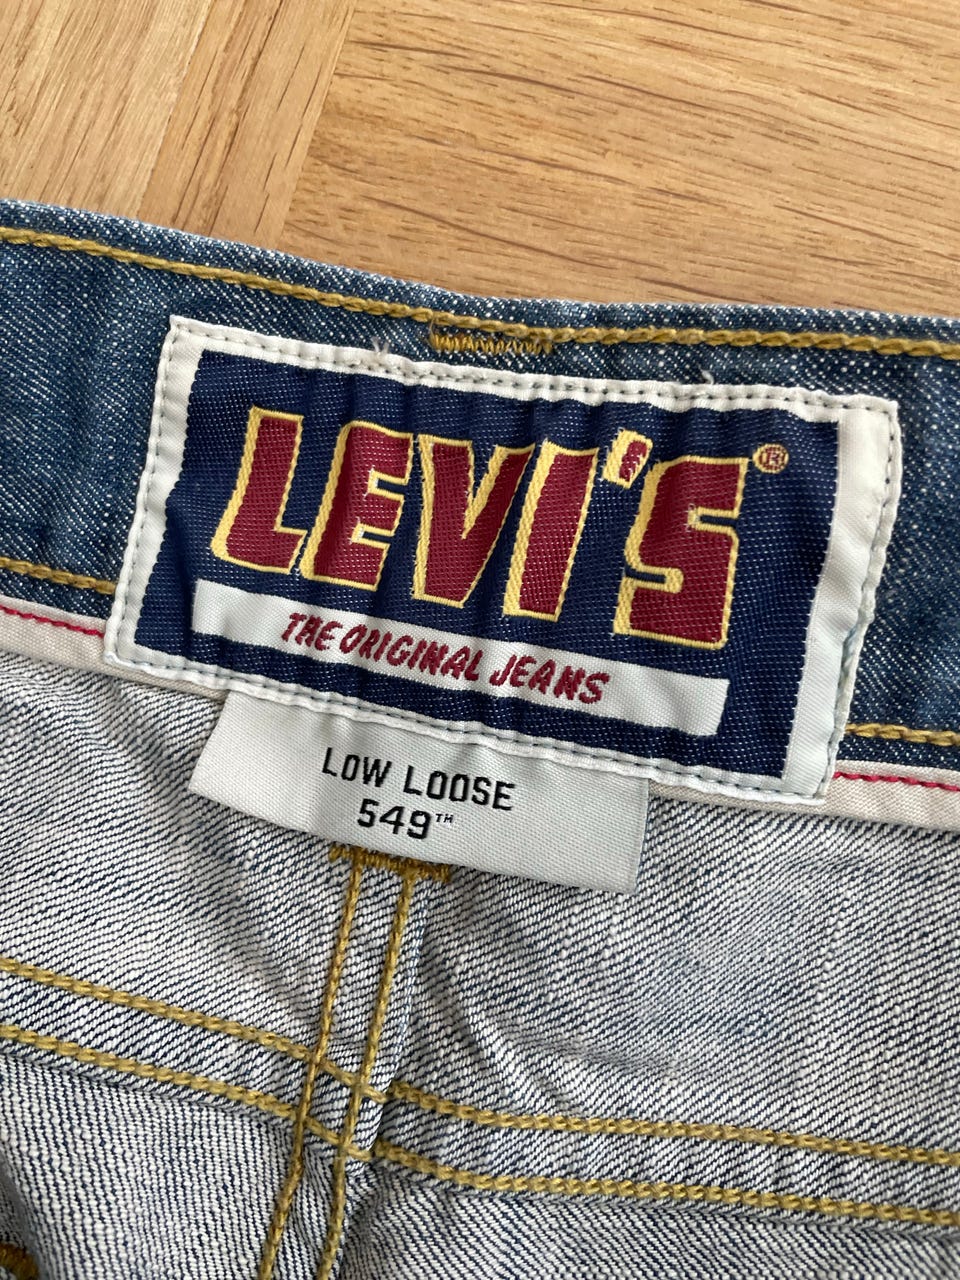 LEVI'S®
THE ORIGINAL JEANS
LOW LOOSE
549™